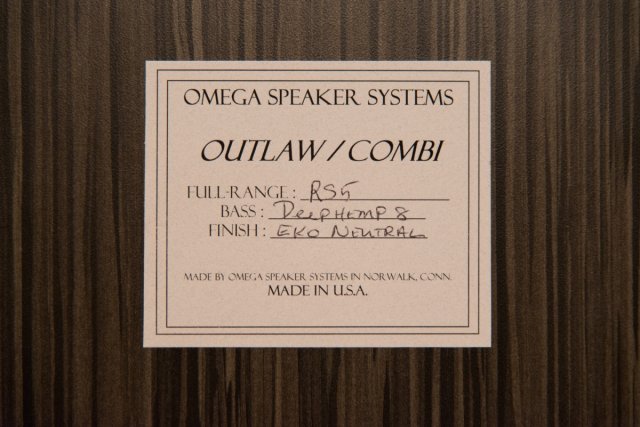 OMEGA SPEAKER SYSTEMS
OUTLAW / COMBI
FULL-RANGE : RS5
BASS : DEEPHEMP 8
FINISH : EKO NEUTRAL
MADE BY OMEGA SPEAKER SYSTEMS IN NORWALK, CONN.
MADE IN U.S.A.